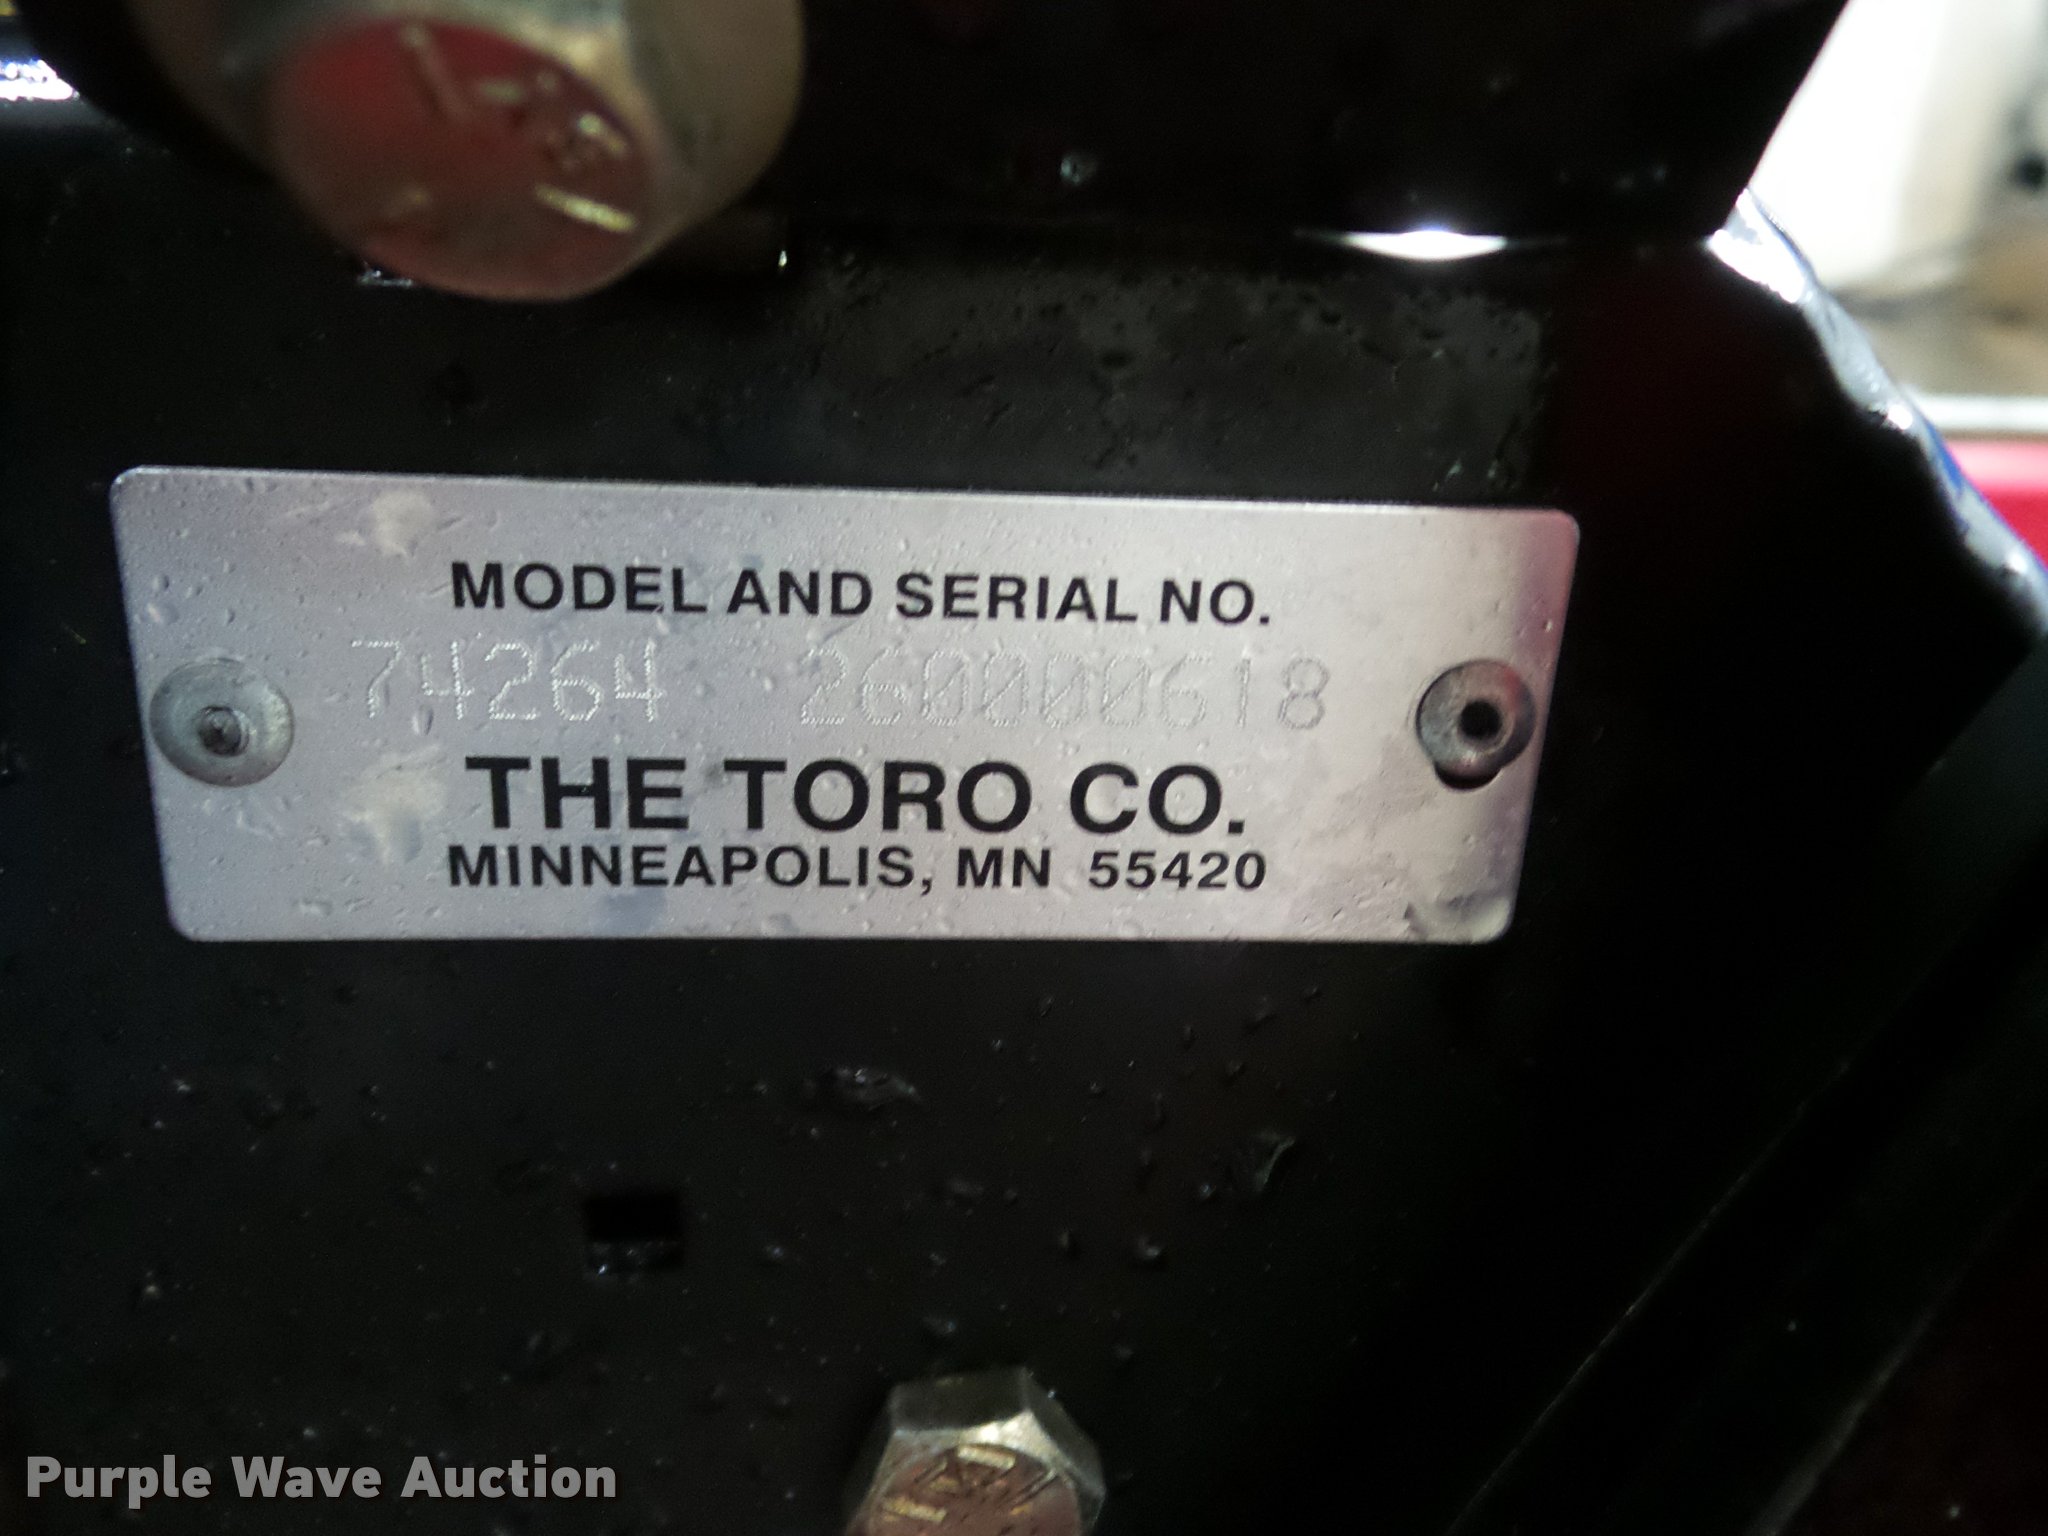 MODEL AND SERIAL NO.
74264 260000618
THE TORO CO.
MINNEAPOLIS, MN 55420
Purple Wave Auction